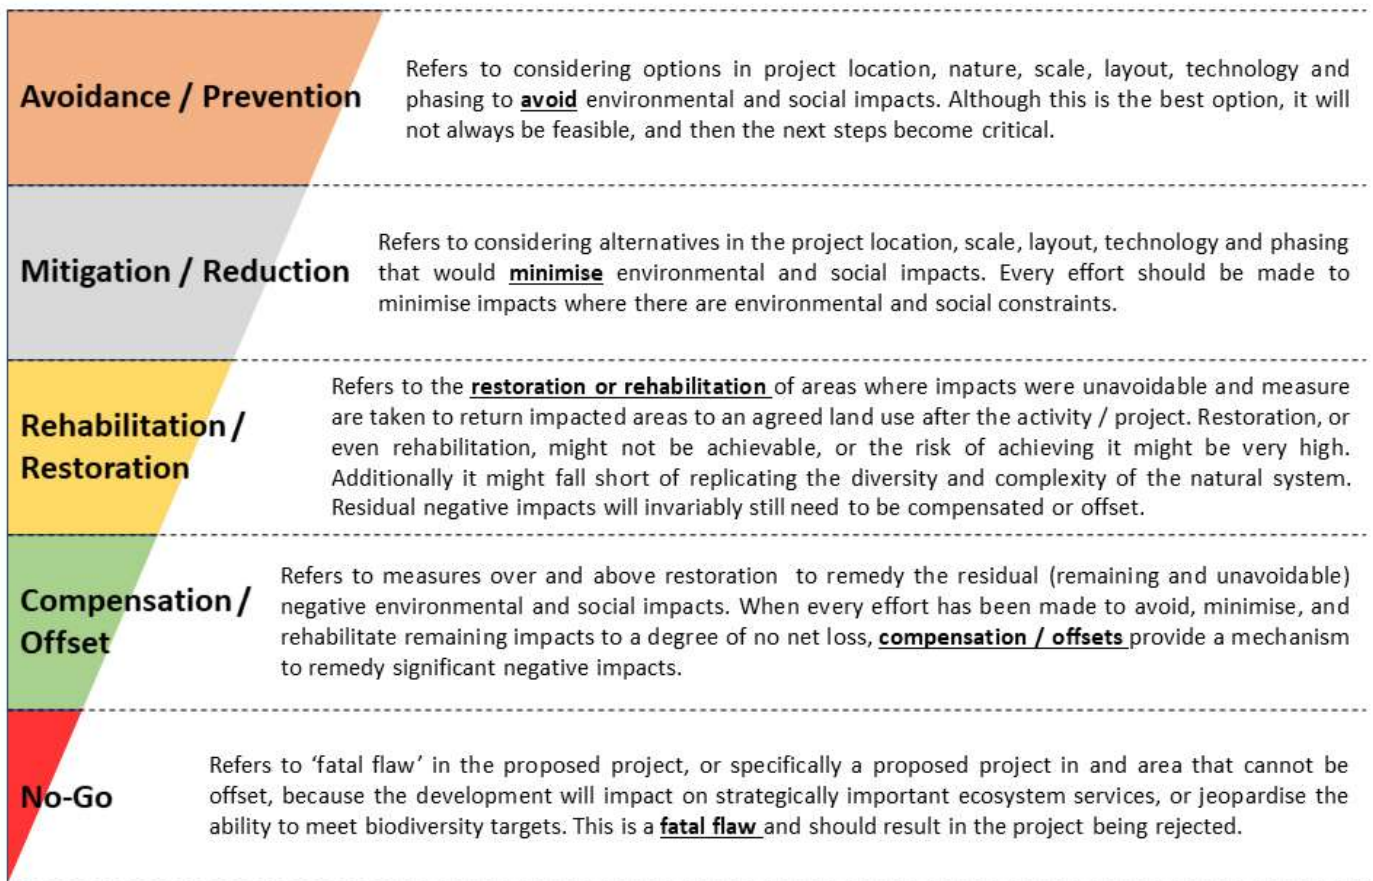 Avoidance / Prevention
Refers to considering options in project location, nature, scale, layout, technology and
phasing to avoid environmental and social impacts. Although this is the best option, it will
not always be feasible, and then the next steps become critical.
Mitigation / Reduction
Refers to considering alternatives in the project location, scale, layout, technology and phasing
that would minimise environmental and social impacts. Every effort should be made to
minimise impacts where there are environmental and social constraints.
Rehabilitation /
Restoration
Refers to the restoration or rehabilitation of areas where impacts were unavoidable and measure
are taken to return impacted areas to an agreed land use after the activity / project. Restoration, or
even rehabilitation, might not be achievable, or the risk of achieving it might be very high.
Additionally it might fall short of replicating the diversity and complexity of the natural system.
Residual negative impacts will invariably still need to be compensated or offset.
Compensation /
Offset
Refers to measures over and above restoration to remedy the residual (remaining and unavoidable)
negative environmental and social impacts. When every effort has been made to avoid, minimise, and
rehabilitate remaining impacts to a degree of no net loss, compensation / offsets provide a mechanism
to remedy significant negative impacts.
No-Go
Refers to ‘fatal flaw’ in the proposed project, or specifically a proposed project in and area that cannot be
offset, because the development will impact on strategically important ecosystem services, or jeopardise the
ability to meet biodiversity targets. This is a fatal flaw and should result in the project being rejected.